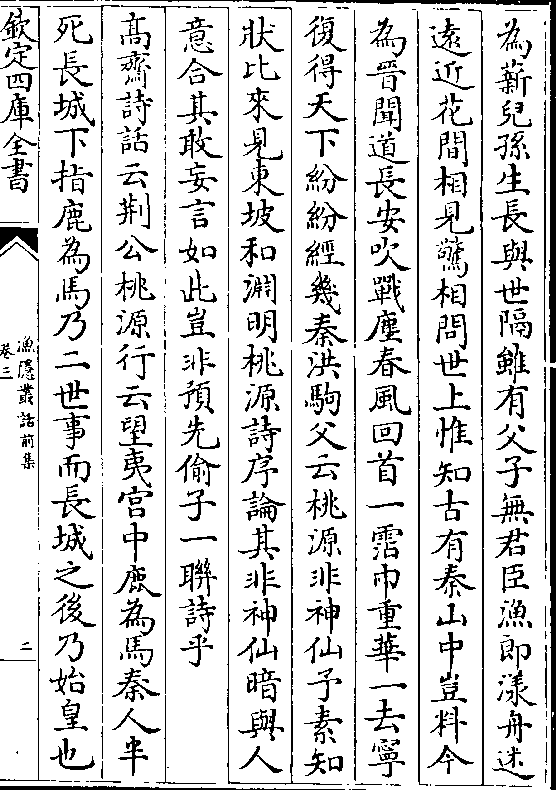 為薪兒孫生長與世隔雖有父子無君臣漁郎漾舟迷
遠近花間相見驚相問世上惟知古有秦山中豈料今
為晉聞道長安吹戰塵春風回首一霑巾重華一去寧
復得天下紛紛經幾秦洪駒父云桃源非神仙予素知
狀比來見東坡和淵明桃源詩序論其非神仙暗與人
意合其敢妄言如此豈非預先偷子一聯詩乎
髙齋詩話云荆公桃源行云望夷宮中鹿為馬秦人半
死長城下指鹿為馬乃二世事而長城之後乃始皇也
欽定四庫全書
漁隱叢話前集
卷三
二